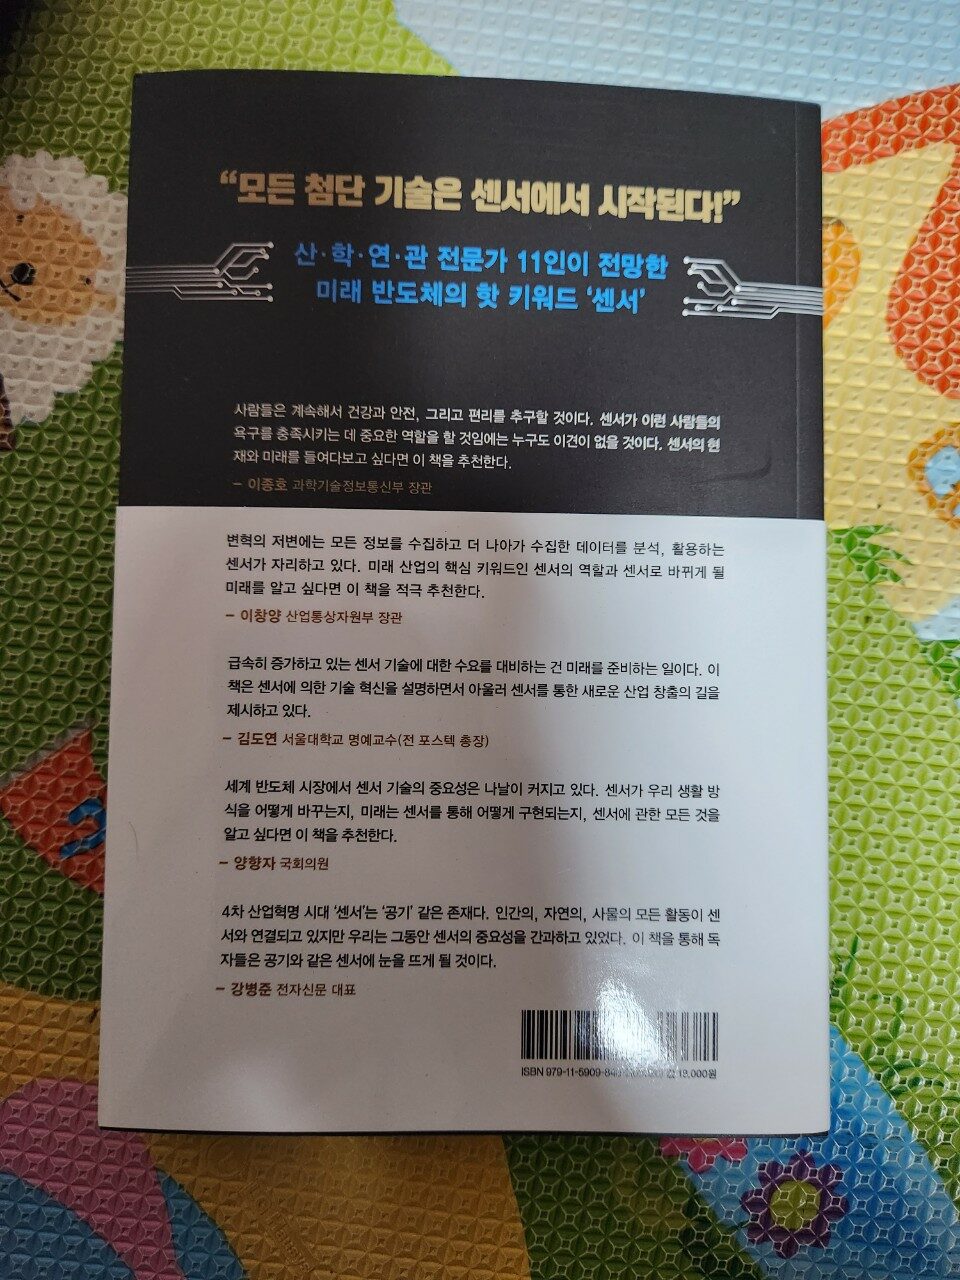 “모든 첨단 기술은 센서에서 시작된다!”
산·학·연·관 전문가 11인이 전망한
미래 반도체의 핫 키워드 ‘센서’
사람들은 계속해서 건강과 안전, 그리고 편리를 추구할 것이다. 센서가 이런 사람들의
욕구를 충족시키는 데 중요한 역할을 할 것임에는 누구도 이견이 없을 것이다. 센서의 현
재와 미래를 들여다보고 싶다면 이 책을 추천한다.
– 이종호 과학기술정보통신부 장관
변혁의 저변에는 모든 정보를 수집하고 더 나아가 수집한 데이터를 분석, 활용하는
센서가 자리하고 있다. 미래 산업의 핵심 키워드인 센서의 역할과 센서로 바뀌게 될
미래를 알고 싶다면 이 책을 적극 추천한다.
– 이창양 산업통상자원부 장관
급속히 증가하고 있는 센서 기술에 대한 수요를 대비하는 건 미래를 준비하는 일이다. 이
책은 센서에 의한 기술 혁신을 설명하면서 아울러 센서를 통한 새로운 산업 창출의 길을
제시하고 있다.
– 김도연 서울대학교 명예교수(전 포스텍 총장)
세계 반도체 시장에서 센서 기술의 중요성은 나날이 커지고 있다. 센서가 우리 생활 방
식을 어떻게 바꾸는지, 미래는 센서를 통해 어떻게 구현되는지, 센서에 관한 모든 것을
알고 싶다면 이 책을 추천한다.
– 양향자 국회의원
4차 산업혁명 시대 ‘센서’는 ‘공기’ 같은 존재다. 인간의, 자연의, 사물의 모든 활동이 센
서와 연결되고 있지만 우리는 그동안 센서의 중요성을 간과하고 있었다. 이 책을 통해 독
자들은 공기와 같은 센서에 눈을 뜨게 될 것이다.
– 강병준 전자신문 대표
ISBN 값 18,000원